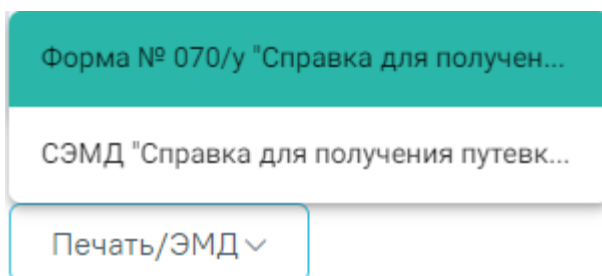 Форма № 070/у "Справка для получен...
СЭМД "Справка для получения путевк...
Печать/ЭМД